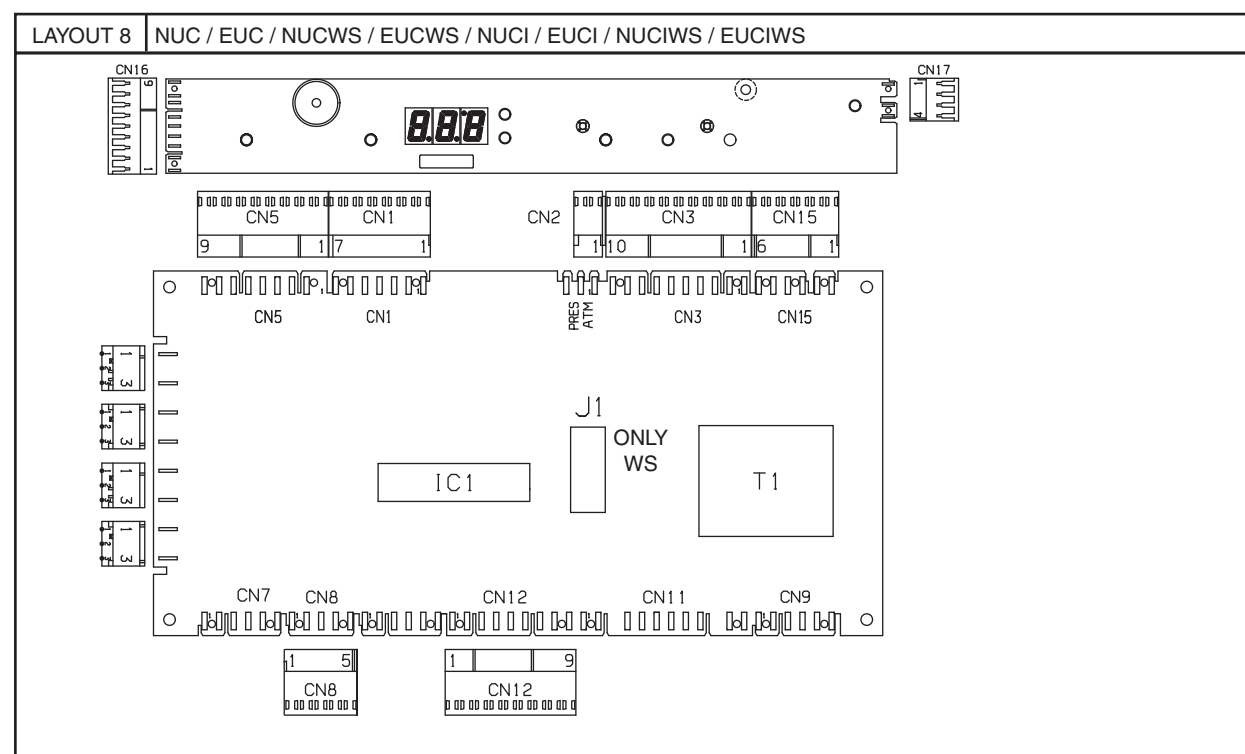 LAYOUT 8 NUC / EUC / NUCWS / EUCWS / NUCI / EUCI / NUCIWS / EUCIWS
CN16 CN17
9 1
1 4
8.8.8
CN5 CN1 CN2 CN3 CN15
9 1 7 1 1 10 1 6 1
CN5 CN1 PRES ATM CN3 CN15
1 3
1 3
1 3
1 3
J1
ONLY
WS
IC1 T1
CN7 CN8 CN12 CN11 CN9
1 5 1 9
CN8 CN12